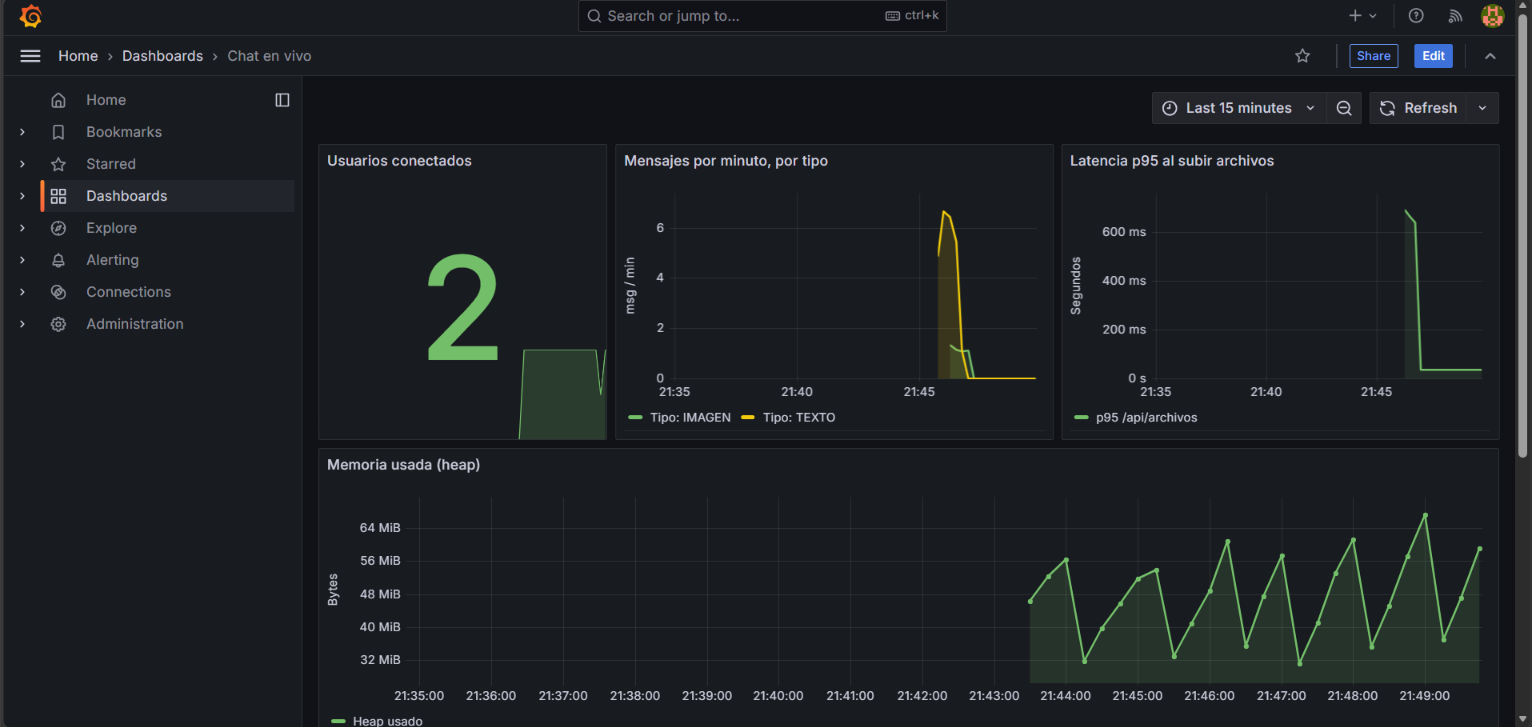 Search or jump to... ctrl+k
Home › Dashboards › Chat en vivo
Share
Edit
Home
Bookmarks
Starred
Dashboards
Explore
Alerting
Connections
Administration
Last 15 minutes
Refresh
Usuarios conectados
2
Mensajes por minuto, por tipo
msg / min
6
4
2
0
21:35 21:40 21:45
Tipo: IMAGEN Tipo: TEXTO
Latencia p95 al subir archivos
Segundos
600 ms
400 ms
200 ms
0 s
21:35 21:40 21:45
p95 /api/archivos
Memoria usada (heap)
Bytes
64 MiB
56 MiB
48 MiB
40 MiB
32 MiB
21:35:00 21:36:00 21:37:00 21:38:00 21:39:00 21:40:00 21:41:00 21:42:00 21:43:00 21:44:00 21:45:00 21:46:00 21:47:00 21:48:00 21:49:00
Heap usado